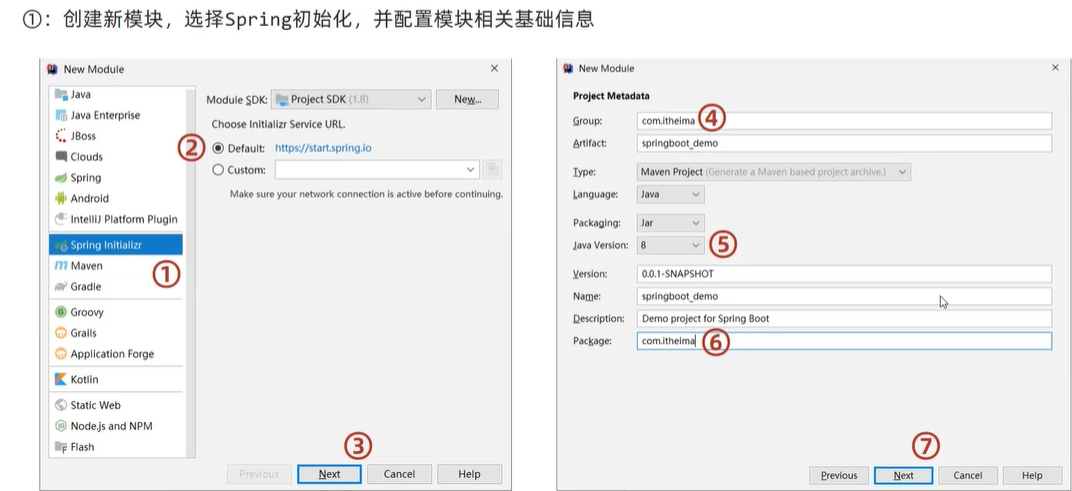 ①：创建新模块，选择Spring初始化，并配置模块相关基础信息
New Module
Java
Java Enterprise
JBoss
Clouds
Spring
Android
IntelliJ Platform Plugin
Spring Initializr
Maven
①
Gradle
Groovy
Grails
Application Forge
Kotlin
Static Web
Node.js and NPM
Flash
Module SDK: Project SDK (1.8) New...
Choose Initializr Service URL.
② Default: https://start.spring.io
Custom:
Make sure your network connection is active before continuing.
③
Previous Next Cancel Help
New Module
Project Metadata
Group: com.itheima ④
Artifact: springboot_demo
Type: Maven Project (Generate a Maven based project archive.)
Language: Java
Packaging: Jar
Java Version: 8 ⑤
Version: 0.0.1-SNAPSHOT
Name: springboot_demo
Description: Demo project for Spring Boot
Package: com.itheima ⑥
⑦
Previous Next Cancel Help